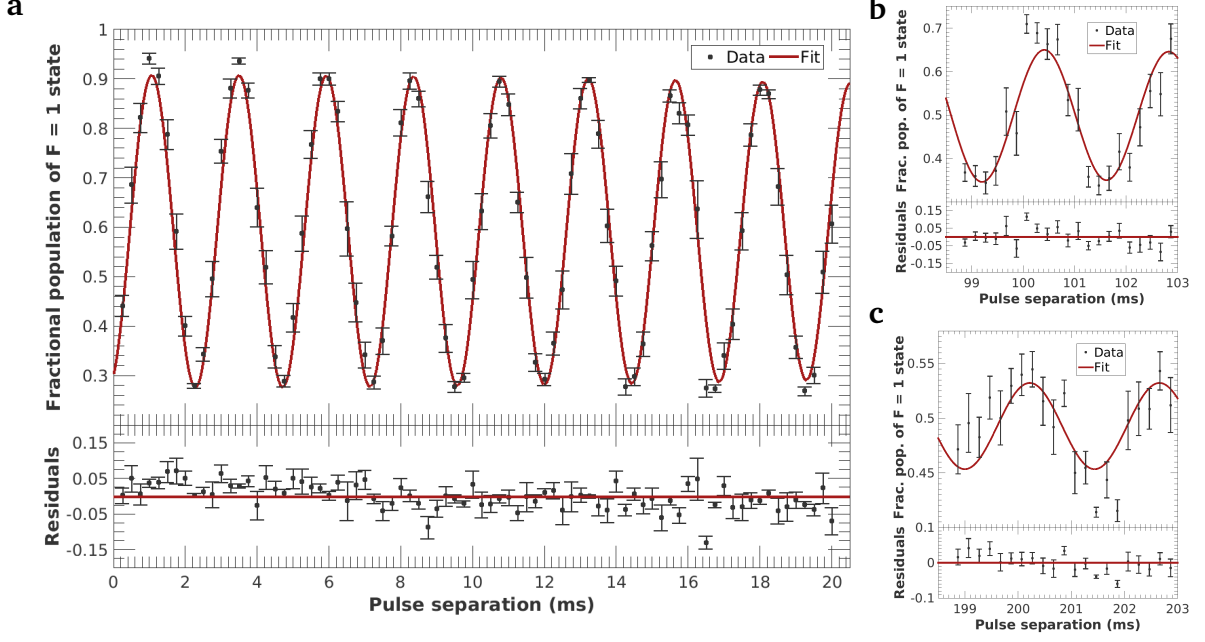 a
Fractional population of F = 1 state
1
0.9
0.8
0.7
0.6
0.5
0.4
0.3
Data
Fit
Residuals
0.15
0.05
-0.05
-0.15
0 2 4 6 8 10 12 14 16 18 20
Pulse separation (ms)
b
Frac. pop. of F = 1 state
0.7
0.6
0.5
0.4
Data
Fit
Residuals
0.15
0.05
-0.05
-0.15
99 100 101 102 103
Pulse separation (ms)
c
Frac. pop. of F = 1 state
0.55
0.5
0.45
Data
Fit
Residuals
0.1
0
-0.1
199 200 201 202 203
Pulse separation (ms)